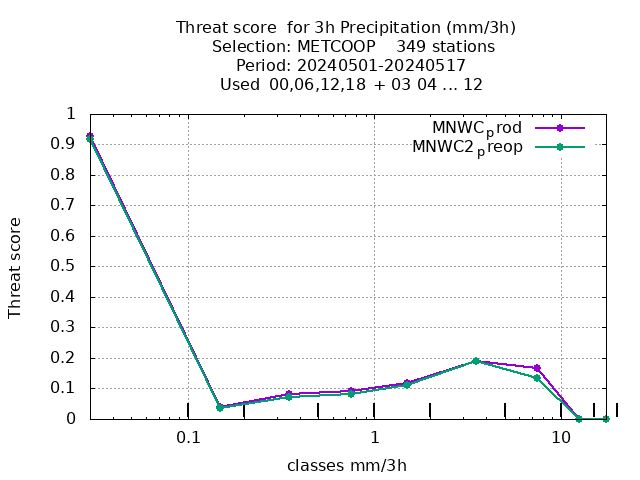 Threat score  for 3h Precipitation (mm/3h)
Selection: METCOOP    349 stations
Period: 20240501-20240517
Used 00,06,12,18 + 03 04 ... 12
MNWCprod
MNWC2preop
1
0.9
0.8
0.7
0.6
0.5
0.4
0.3
0.2
0.1
0
Threat score
0.1
1
10
classes mm/3h